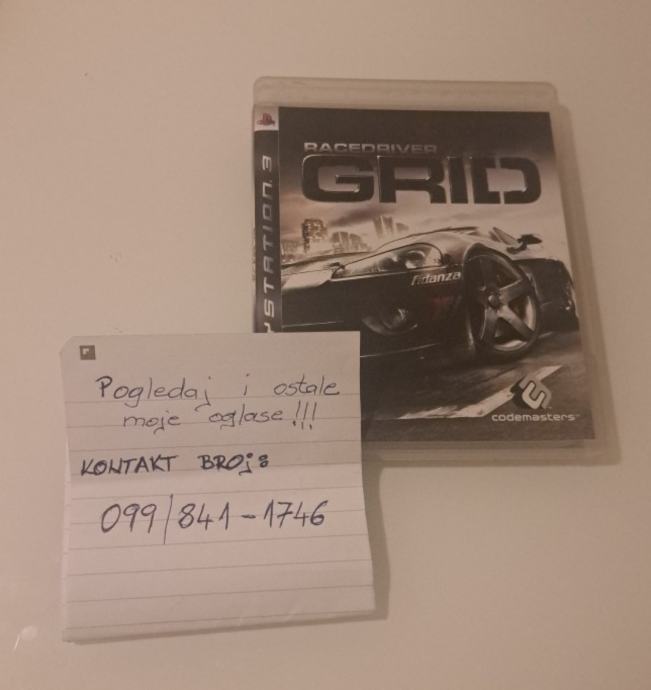 PLAYSTATION 3
RACEDRIVER
GRID
fidanza
codemasters
Pogledaj i ostale
moje oglase!!!
KONTAKT BROJ:
099/841-1746